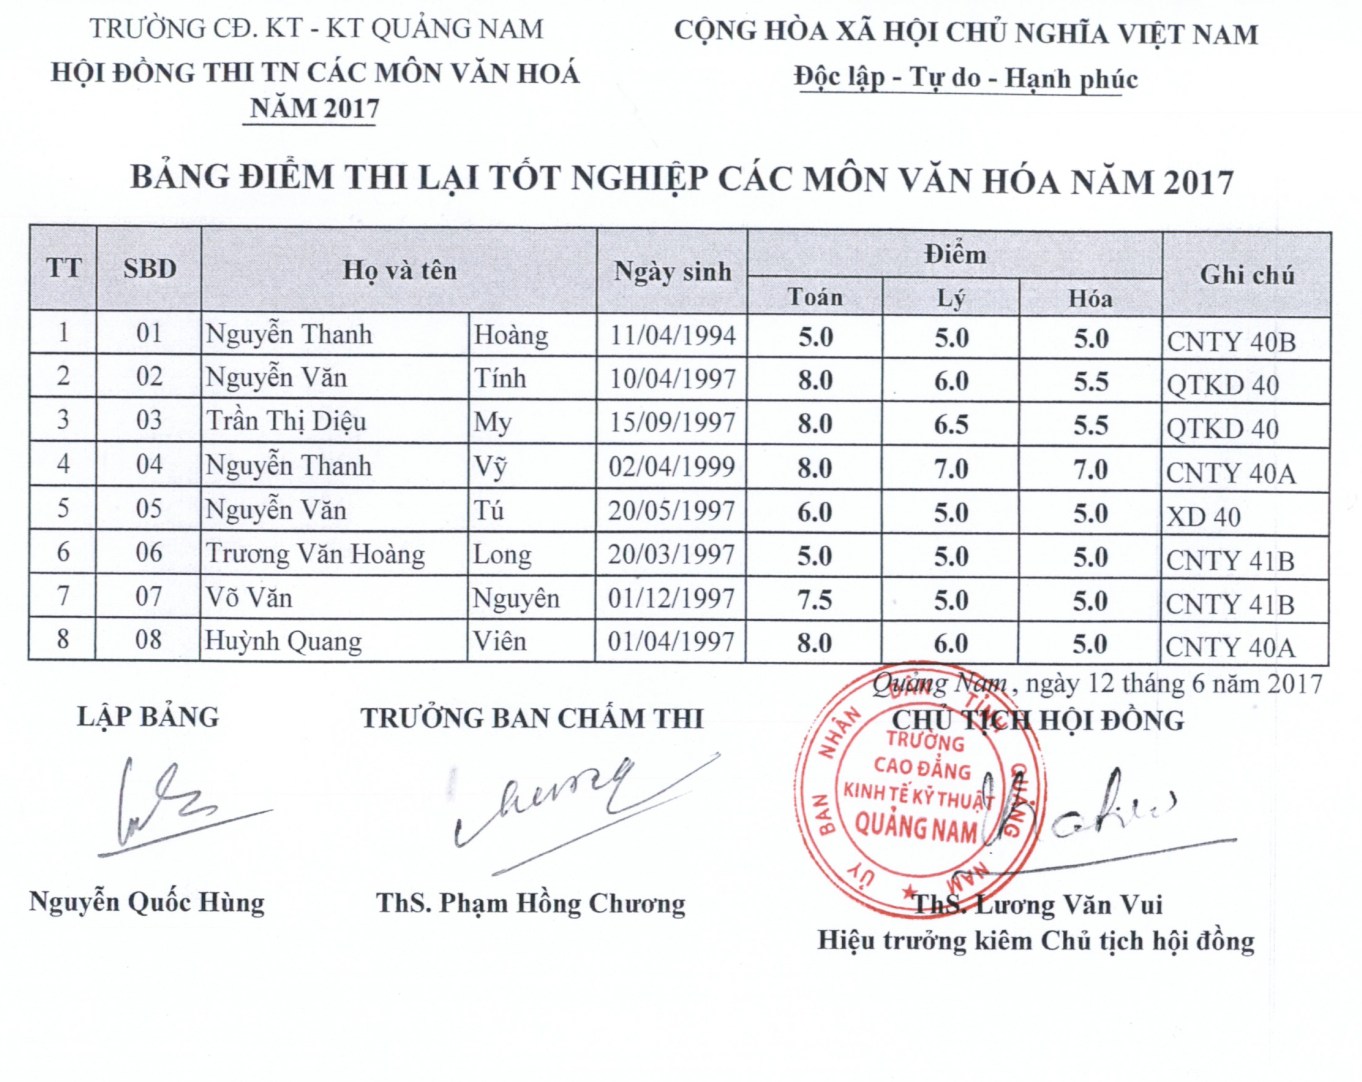 TRƯỜNG CĐ. KT - KT QUẢNG NAM
HỘI ĐỒNG THI TN CÁC MÔN VĂN HOÁ
NĂM 2017
CỘNG HÒA XÃ HỘI CHỦ NGHĨA VIỆT NAM
Độc lập - Tự do - Hạnh phúc
BẢNG ĐIỂM THI LẠI TỐT NGHIỆP CÁC MÔN VĂN HÓA NĂM 2017
TT SBD Họ và tên Ngày sinh Điểm Ghi chú
Toán Lý Hóa
1 01 Nguyễn Thanh Hoàng 11/04/1994 5.0 5.0 5.0 CNTY 40B
2 02 Nguyễn Văn Tính 10/04/1997 8.0 6.0 5.5 QTKD 40
3 03 Trần Thị Diệu My 15/09/1997 8.0 6.5 5.5 QTKD 40
4 04 Nguyễn Thanh Vỹ 02/04/1999 8.0 7.0 7.0 CNTY 40A
5 05 Nguyễn Văn Tú 20/05/1997 6.0 5.0 5.0 XD 40
6 06 Trương Văn Hoàng Long 20/03/1997 5.0 5.0 5.0 CNTY 41B
7 07 Võ Văn Nguyên 01/12/1997 7.5 5.0 5.0 CNTY 41B
8 08 Huỳnh Quang Viên 01/04/1997 8.0 6.0 5.0 CNTY 40A
Quảng Nam, ngày 12 tháng 6 năm 2017
LẬP BẢNG TRƯỞNG BAN CHẤM THI CHỦ TỊCH HỘI ĐỒNG
ỦY BAN NHÂN DÂN TỈNH QUẢNG NAM
TRƯỜNG
CAO ĐẲNG
KINH TẾ KỸ THUẬT
QUẢNG NAM
Nguyễn Quốc Hùng ThS. Phạm Hồng Chương ThS. Lương Văn Vui
Hiệu trưởng kiêm Chủ tịch hội đồng